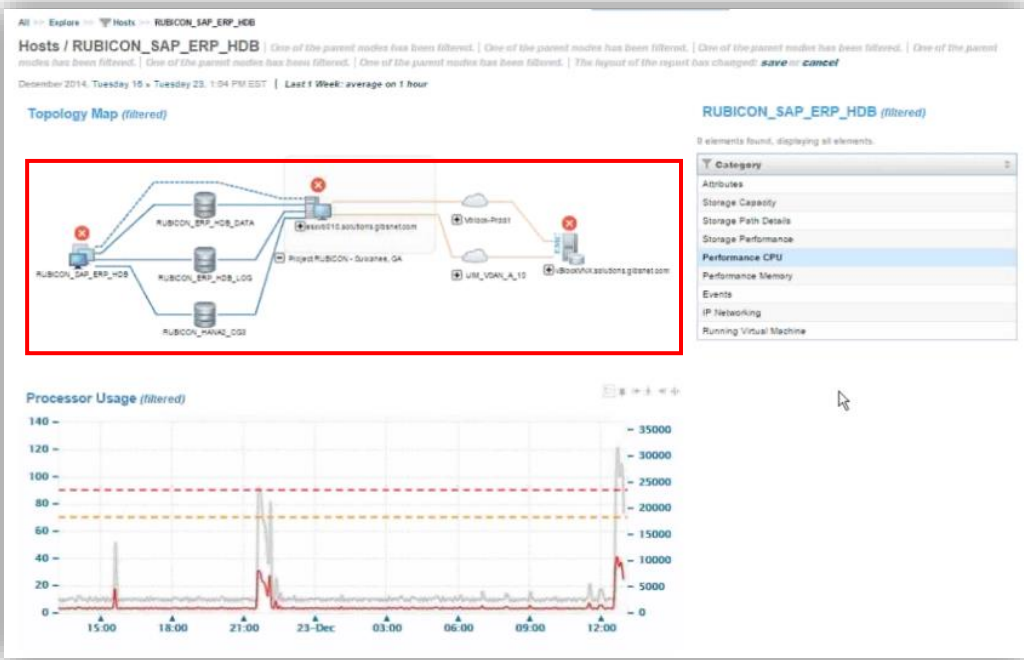 All >> Explore >> Hosts >> RUBICON_SAP_ERP_HDB
Hosts / RUBICON_SAP_ERP_HDB | One of the parent nodes has been filtered. | One of the parent nodes has been filtered. | One of the parent nodes has been filtered. | One of the parent
nodes has been filtered. | One of the parent nodes has been filtered. | One of the parent nodes has been filtered. | The layout of the report has changed: save or cancel
December 2014, Tuesday 16 » Tuesday 23, 1:04 PM EST | Last 1 Week: average on 1 hour
Topology Map (filtered)
RUBICON_SAP_ERP_HDB (filtered)
9 elements found, displaying all elements.
Category
Attributes
Storage Capacity
Storage Path Details
Storage Performance
Performance CPU
Performance Memory
Events
IP Networking
Running Virtual Machine
RUBICON_ERP_HDB_DATA
Project RUBICON - Suwanee, GA
RUBICON_SAP_ERP_HDB
RUBICON_ERP_HDB_LOG
UIM_VSAN_A_10
RUBICON_HANA2_CG3
Processor Usage (filtered)
140
120
100
80
60
40
20
0
35000
30000
25000
20000
15000
10000
5000
0
15:00 18:00 21:00 23-Dec 03:00 06:00 09:00 12:00